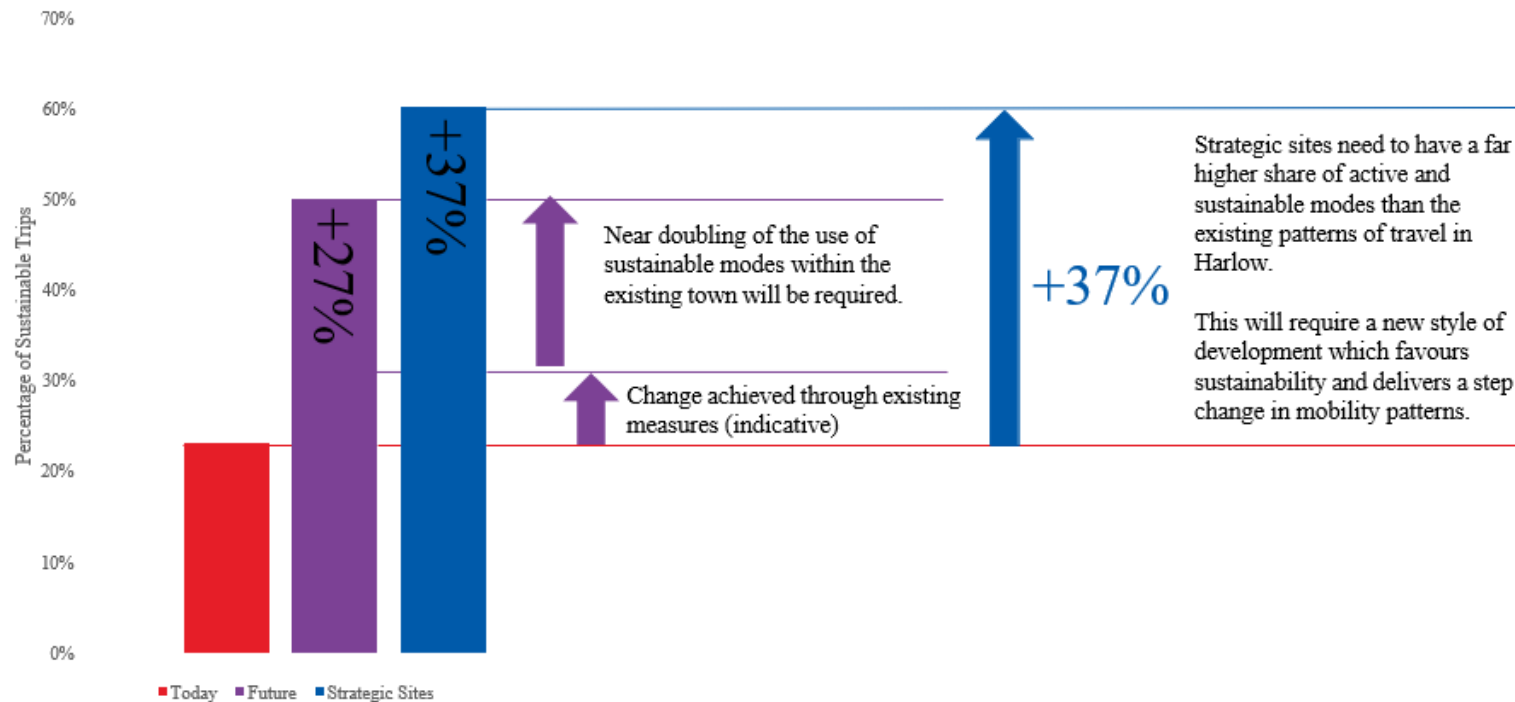 70%
60%
50%
40%
30%
20%
10%
0%
Percentage of Sustainable Trips
+27%
+37%
Near doubling of the use of
sustainable modes within the
existing town will be required.
Change achieved through existing
measures (indicative)
+37%
Strategic sites need to have a far
higher share of active and
sustainable modes than the
existing patterns of travel in
Harlow.
This will require a new style of
development which favours
sustainability and delivers a step
change in mobility patterns.
Today Future Strategic Sites